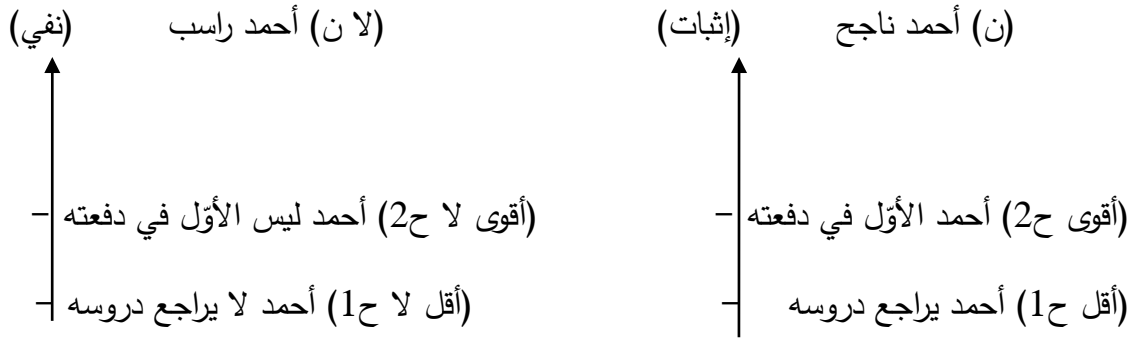 (ن) أحمد ناجح (إثبات)
(أقوى ح2) أحمد الأوّل في دفعته
(أقل ح1) أحمد يراجع دروسه
(لا ن) أحمد راسب (نفي)
(أقوى لا ح2) أحمد ليس الأوّل في دفعته
(أقل لا ح1) أحمد لا يراجع دروسه